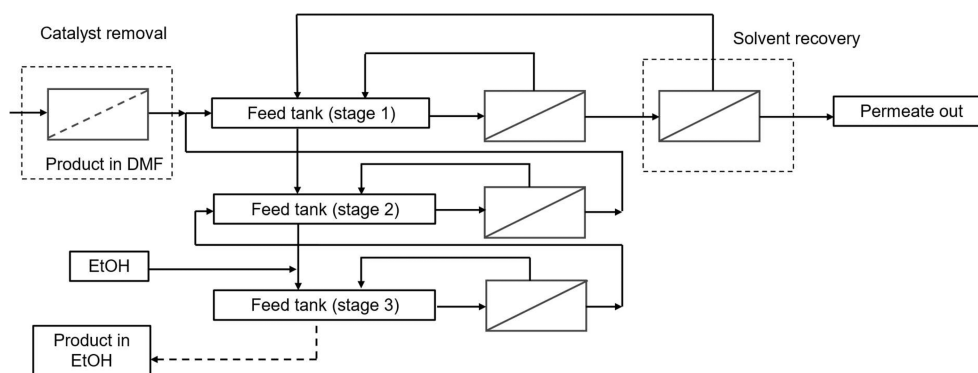 Catalyst removal
Solvent recovery
Feed tank (stage 1)
Permeate out
Product in DMF
Feed tank (stage 2)
EtOH
Feed tank (stage 3)
Product in
EtOH